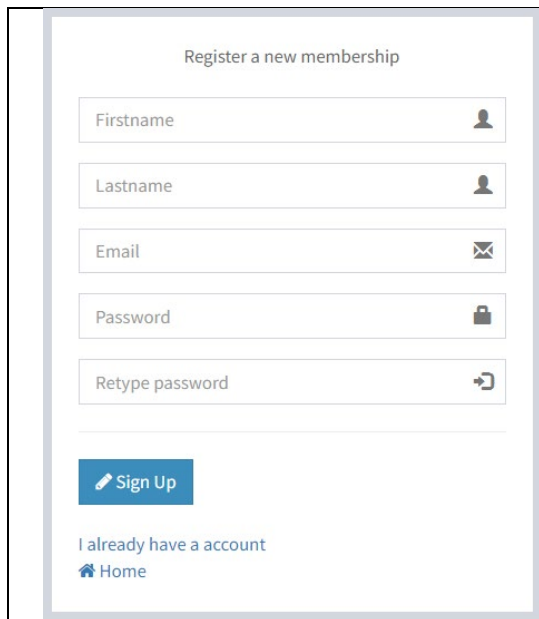 Register a new membership
Firstname
Lastname
Email
Password
Retype password
Sign Up
I already have a account
Home